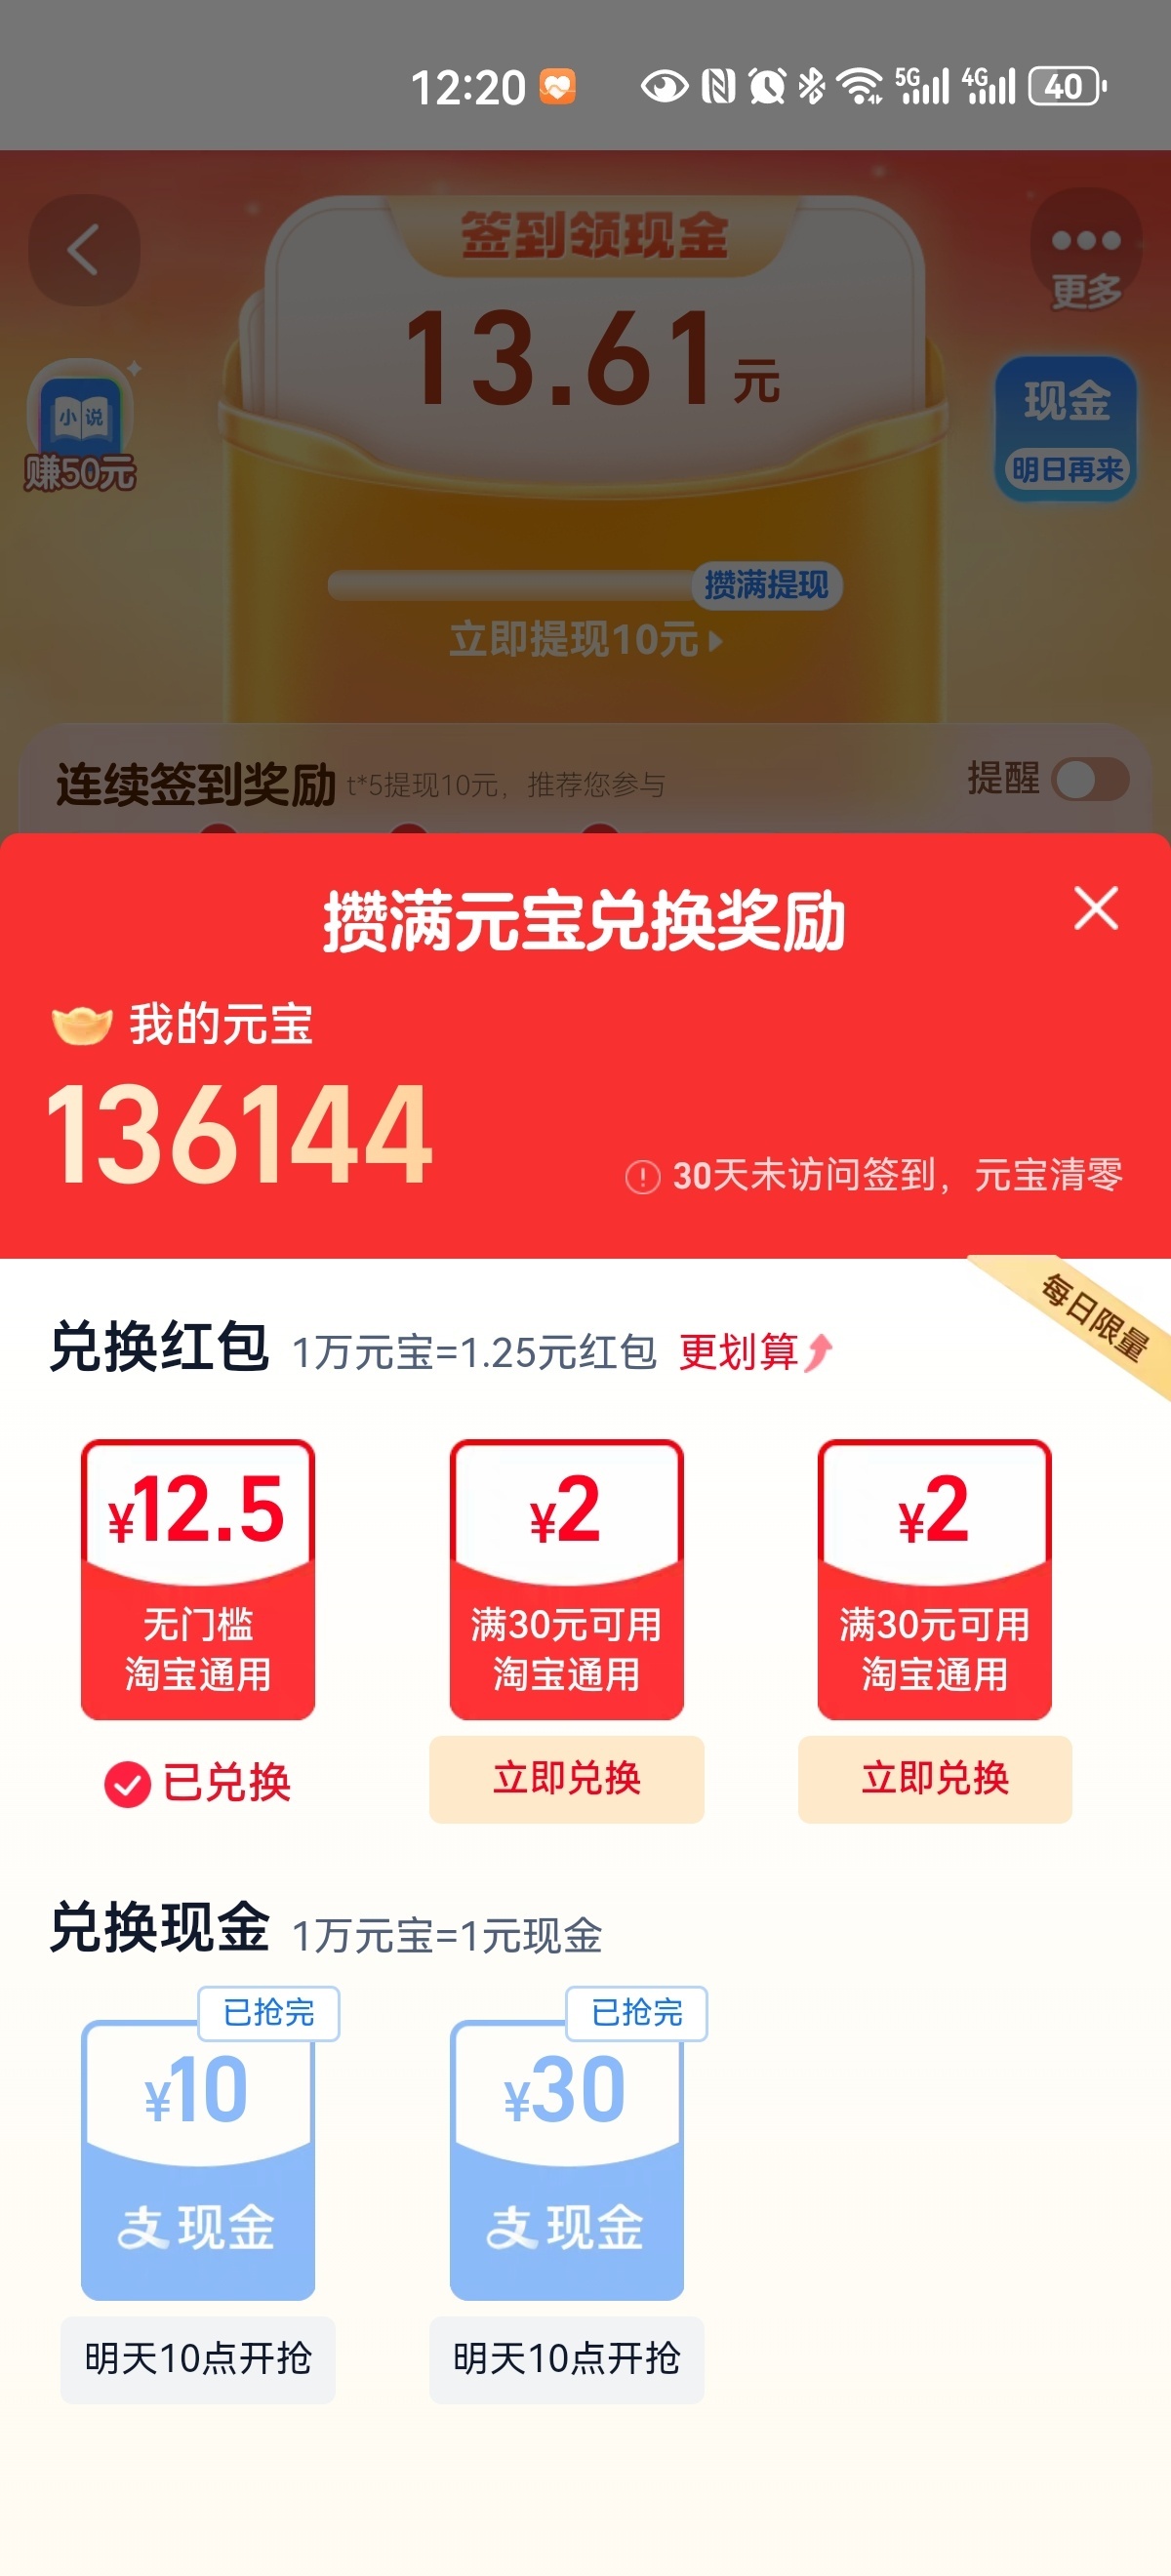 12:20 5G 4G 40
签到领现金
更多
13.61元
小说
赚50元
现金
明日再来
攒满提现
立即提现10元
连续签到奖励 t*5提现10元，推荐您参与 提醒
攒满元宝兑换奖励
我的元宝
136144
30天未访问签到，元宝清零
每日限量
兑换红包 1万元宝=1.25元红包 更划算
¥12.5 ¥2 ¥2
无门槛 满30元可用 满30元可用
淘宝通用 淘宝通用 淘宝通用
已兑换 立即兑换 立即兑换
兑换现金 1万元宝=1元现金
已抢完 已抢完
¥10 ¥30
支现金 支现金
明天10点开抢 明天10点开抢